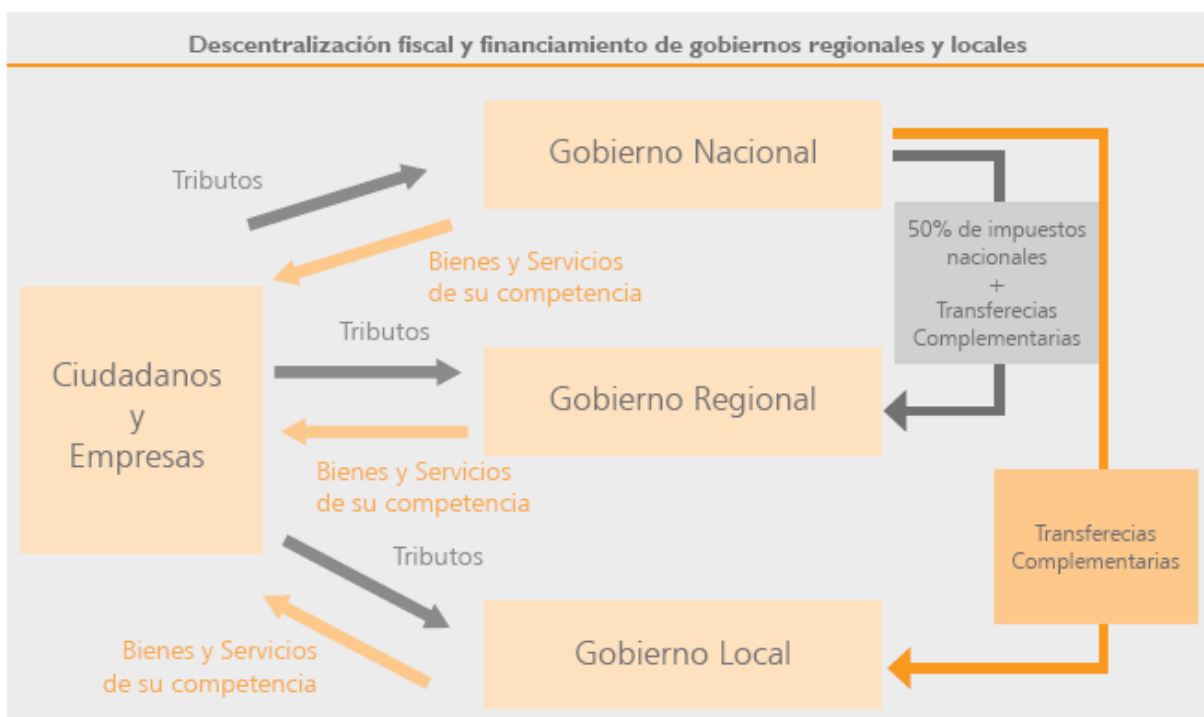 Descentralización fiscal y financiamiento de gobiernos regionales y locales
Gobierno Nacional
Tributos
50% de impuestos
nacionales
+
Transferecias
Complementarias
Bienes y Servicios
de su competencia
Tributos
Ciudadanos
y
Empresas
Gobierno Regional
Bienes y Servicios
de su competencia
Transferecias
Complementarias
Tributos
Gobierno Local
Bienes y Servicios
de su competencia